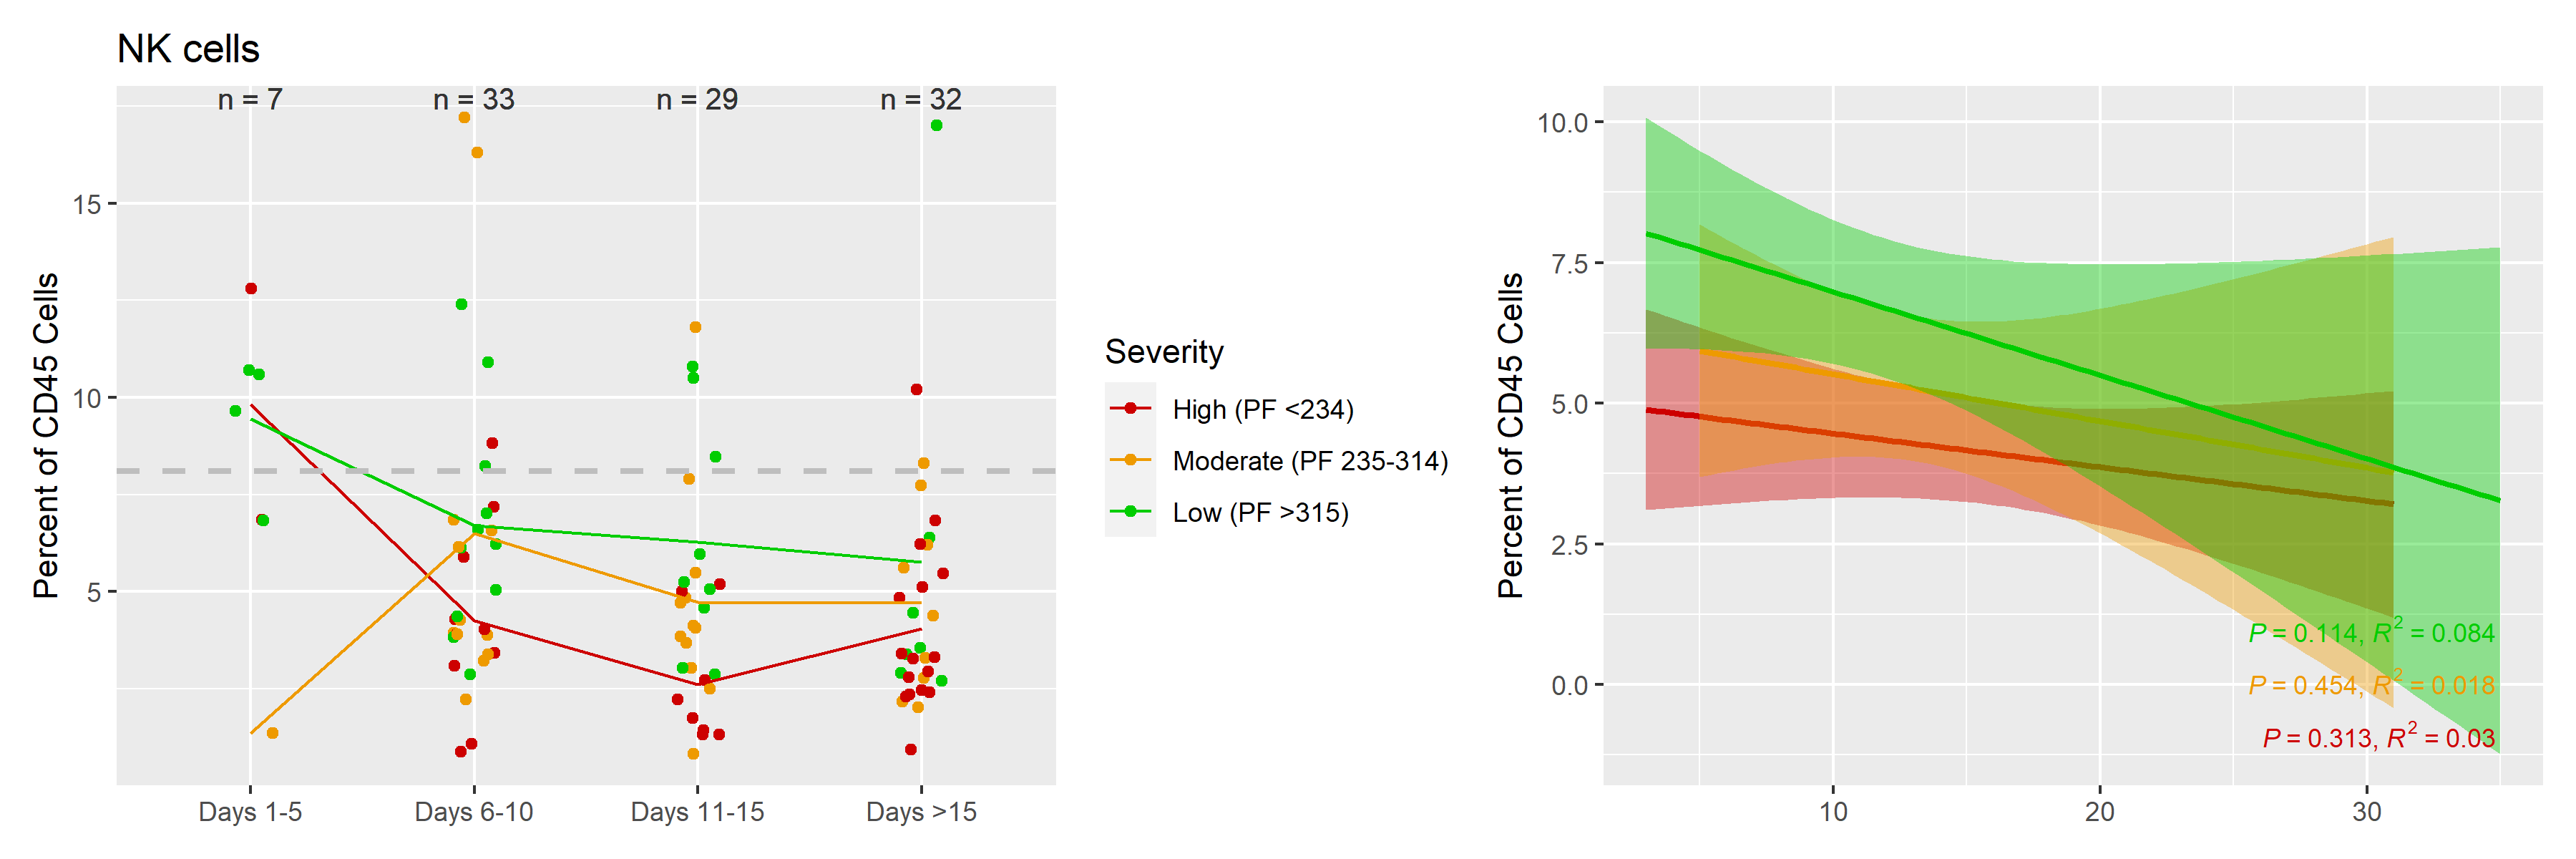 NK cells
n = 7
n = 33
n = 29
n = 32
Percent of CD45 Cells
15
10
5
Days 1-5
Days 6-10
Days 11-15
Days >15
Severity
High (PF <234)
Moderate (PF 235-314)
Low (PF >315)
Percent of CD45 Cells
10.0
7.5
5.0
2.5
0.0
P = 0.114, R² = 0.084
P = 0.454, R² = 0.018
P = 0.313, R² = 0.03
10
20
30